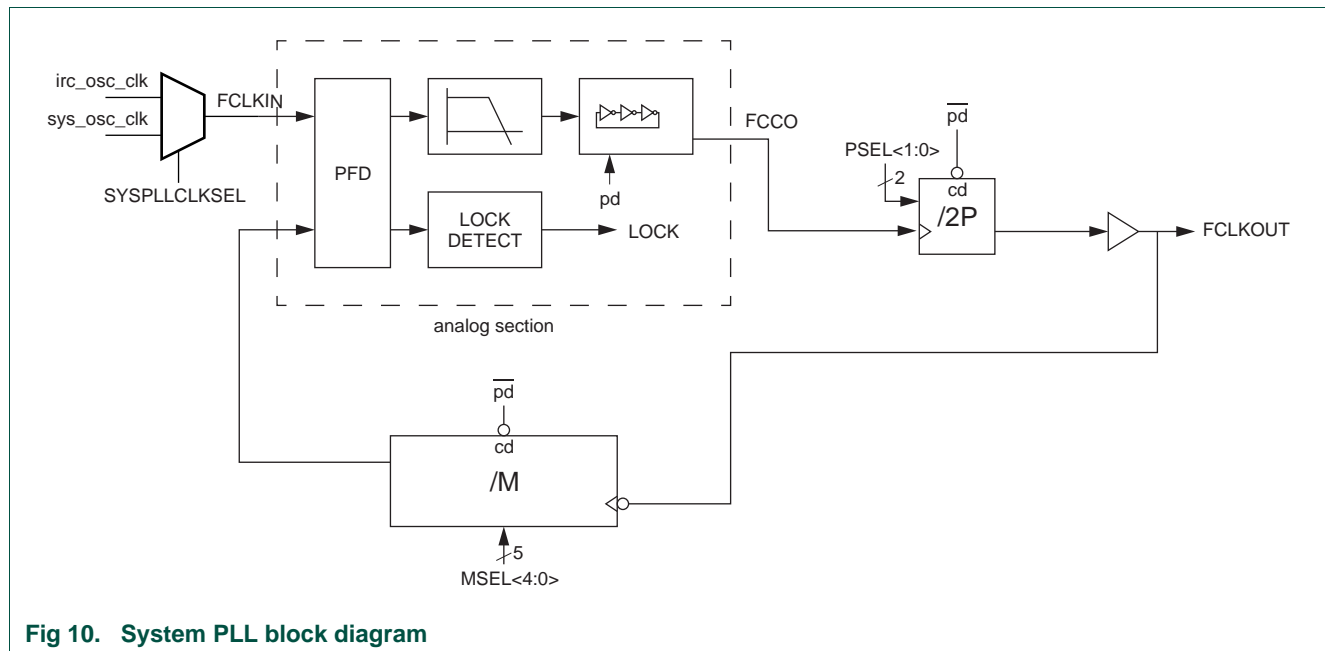 irc_osc_clk
sys_osc_clk
FCLKIN
SYSPLLCLKSEL
PFD
pd
LOCK
DETECT
LOCK
analog section
FCCO
PSEL<1:0>
2
pd
cd
/2P
FCLKOUT
pd
cd
/M
5
MSEL<4:0>
Fig 10. System PLL block diagram